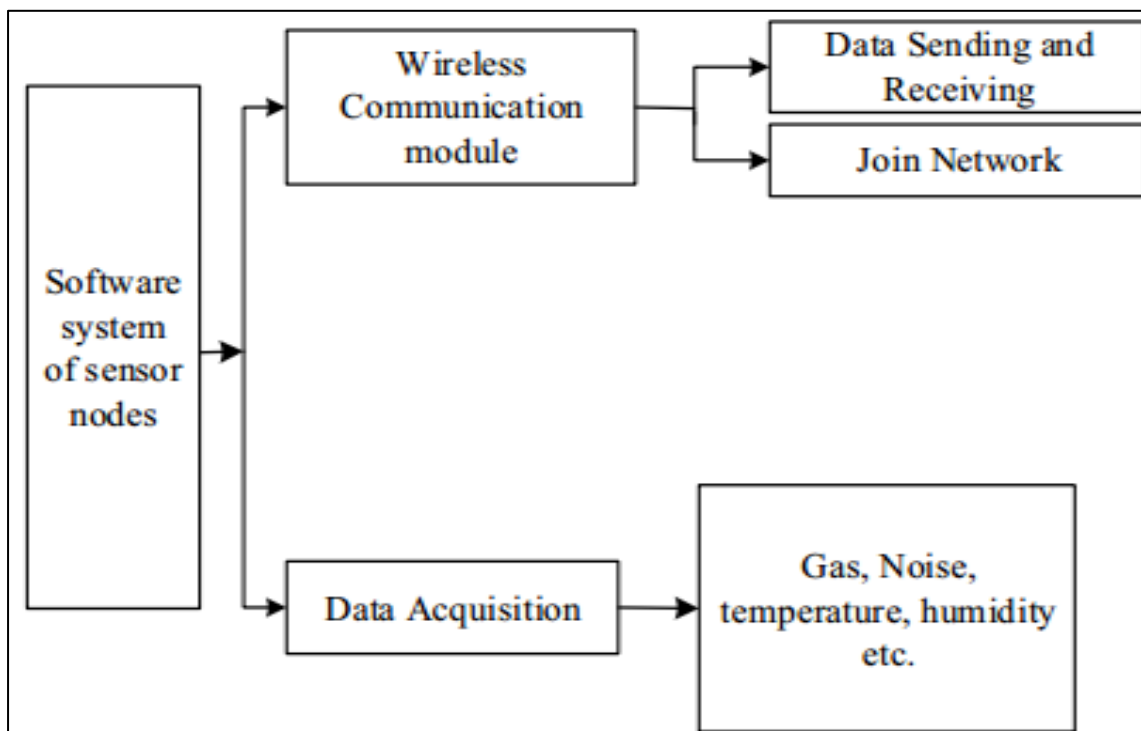 Software
system
of sensor
nodes
Wireless
Communication
module
Data Sending and
Receiving
Join Network
Data Acquisition
Gas, Noise,
temperature, humidity
etc.